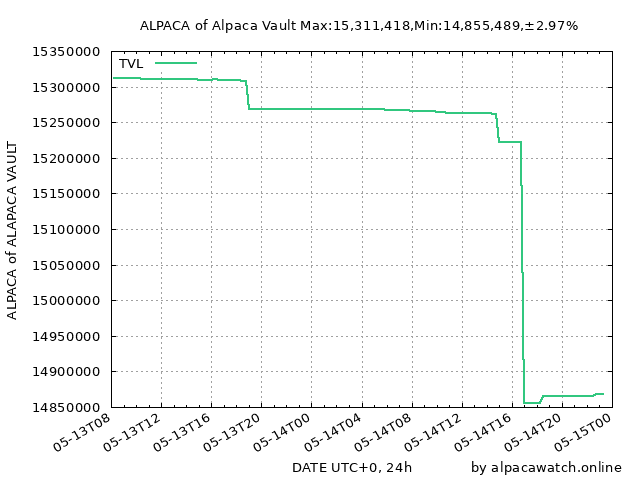 ALPACA of Alpaca Vault Max:15,311,418,Min:14,855,489,±2.97%
TVL
ALPACA of ALAPACA VAULT
15350000
15300000
15250000
15200000
15150000
15100000
15050000
15000000
14950000
14900000
14850000
05-13T08
05-13T12
05-13T16
05-13T20
05-14T00
05-14T04
05-14T08
05-14T12
05-14T16
05-14T20
05-15T00
DATE UTC+0, 24h
by alpacawatch.online